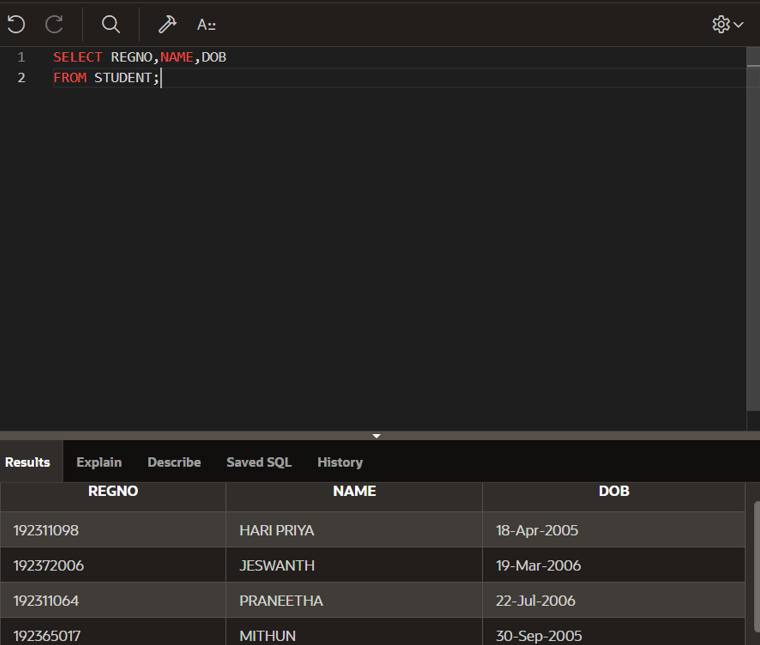 A::
1 SELECT REGNO,NAME,DOB
2 FROM STUDENT;
Results Explain Describe Saved SQL History
REGNO NAME DOB
192311098 HARI PRIYA 18-Apr-2005
192372006 JESWANTH 19-Mar-2006
192311064 PRANEETHA 22-Jul-2006
192365017 MITHUN 30-Sep-2005